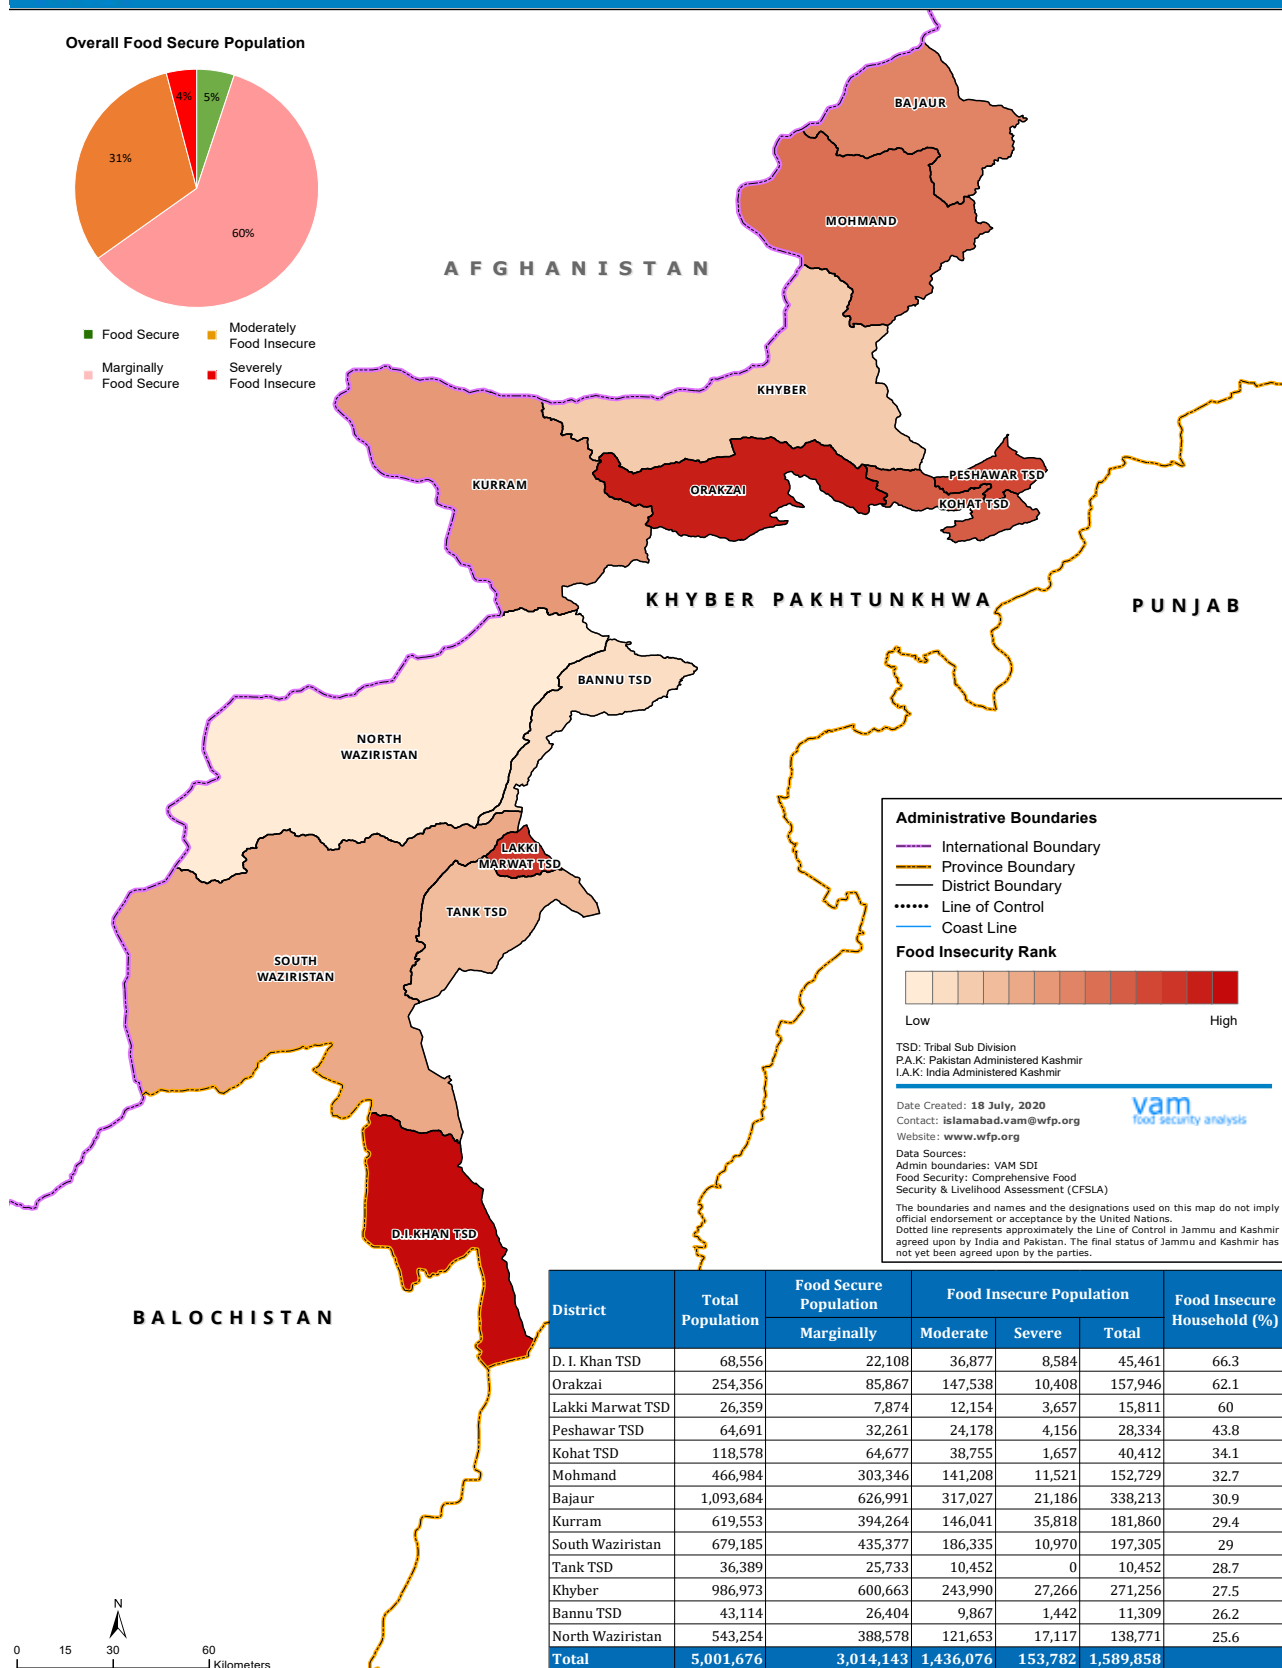 Overall Food Secure Population
4%
5%
31%
60%
Food Secure
Moderately
Food Insecure
Marginally
Food Secure
Severely
Food Insecure
BAJAUR
MOHMAND
AFGHANISTAN
KHYBER
KURRAM
ORAKZAI
PESHAWAR TSD
KOHAT TSD
KHYBER PAKHTUNKHWA
PUNJAB
BANNU TSD
NORTH
WAZIRISTAN
LAKKI
MARWAT TSD
TANK TSD
SOUTH
WAZIRISTAN
D.I.KHAN TSD
BALOCHISTAN
Administrative Boundaries
International Boundary
Province Boundary
District Boundary
Line of Control
Coast Line
Food Insecurity Rank
Low High
TSD: Tribal Sub Division
P.A.K: Pakistan Administered Kashmir
I.A.K: India Administered Kashmir
Date Created: 18 July, 2020
Contact: islamabad.vam@wfp.org
Website: www.wfp.org
vam
food security analysis
Data Sources:
Admin boundaries: VAM SDI
Food Security: Comprehensive Food
Security & Livelihood Assessment (CFSLA)
The boundaries and names and the designations used on this map do not imply
official endorsement or acceptance by the United Nations.
Dotted line represents approximately the Line of Control in Jammu and Kashmir
agreed upon by India and Pakistan. The final status of Jammu and Kashmir has
not yet been agreed upon by the parties.
District Total Population Food Secure Population Food Insecure Population Food Insecure Household (%)
Marginally Moderate Severe Total
D. I. Khan TSD 68,556 22,108 36,877 8,584 45,461 66.3
Orakzai 254,356 85,867 147,538 10,408 157,946 62.1
Lakki Marwat TSD 26,359 7,874 12,154 3,657 15,811 60
Peshawar TSD 64,691 32,261 24,178 4,156 28,334 43.8
Kohat TSD 118,578 64,677 38,755 1,657 40,412 34.1
Mohmand 466,984 303,346 141,208 11,521 152,729 32.7
Bajaur 1,093,684 626,991 317,027 21,186 338,213 30.9
Kurram 619,553 394,264 146,041 35,818 181,860 29.4
South Waziristan 679,185 435,377 186,335 10,970 197,305 29
Tank TSD 36,389 25,733 10,452 0 10,452 28.7
Khyber 986,973 600,663 243,990 27,266 271,256 27.5
Bannu TSD 43,114 26,404 9,867 1,442 11,309 26.2
North Waziristan 543,254 388,578 121,653 17,117 138,771 25.6
Total 5,001,676 3,014,143 1,436,076 153,782 1,589,858
N
0 15 30 60
Kilometers